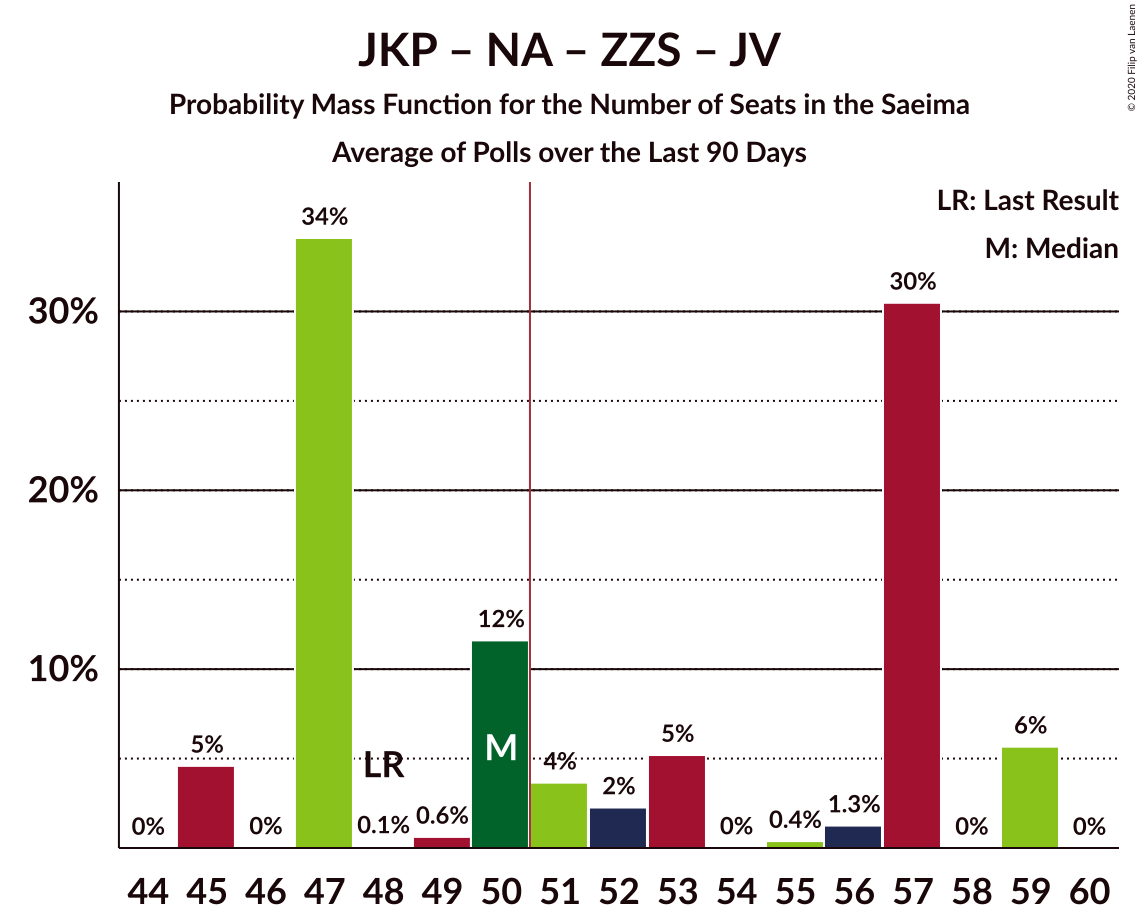 JKP – NA – ZZS – JV
Probability Mass Function for the Number of Seats in the Saeima
Average of Polls over the Last 90 Days
© 2020 Filip van Laenen
LR: Last Result
M: Median
30%
20%
10%
0%
5%
0%
34%
0.1%
LR
0.6%
12%
M
4%
2%
5%
0%
0.4%
1.3%
30%
0%
6%
0%
44 45 46 47 48 49 50 51 52 53 54 55 56 57 58 59 60